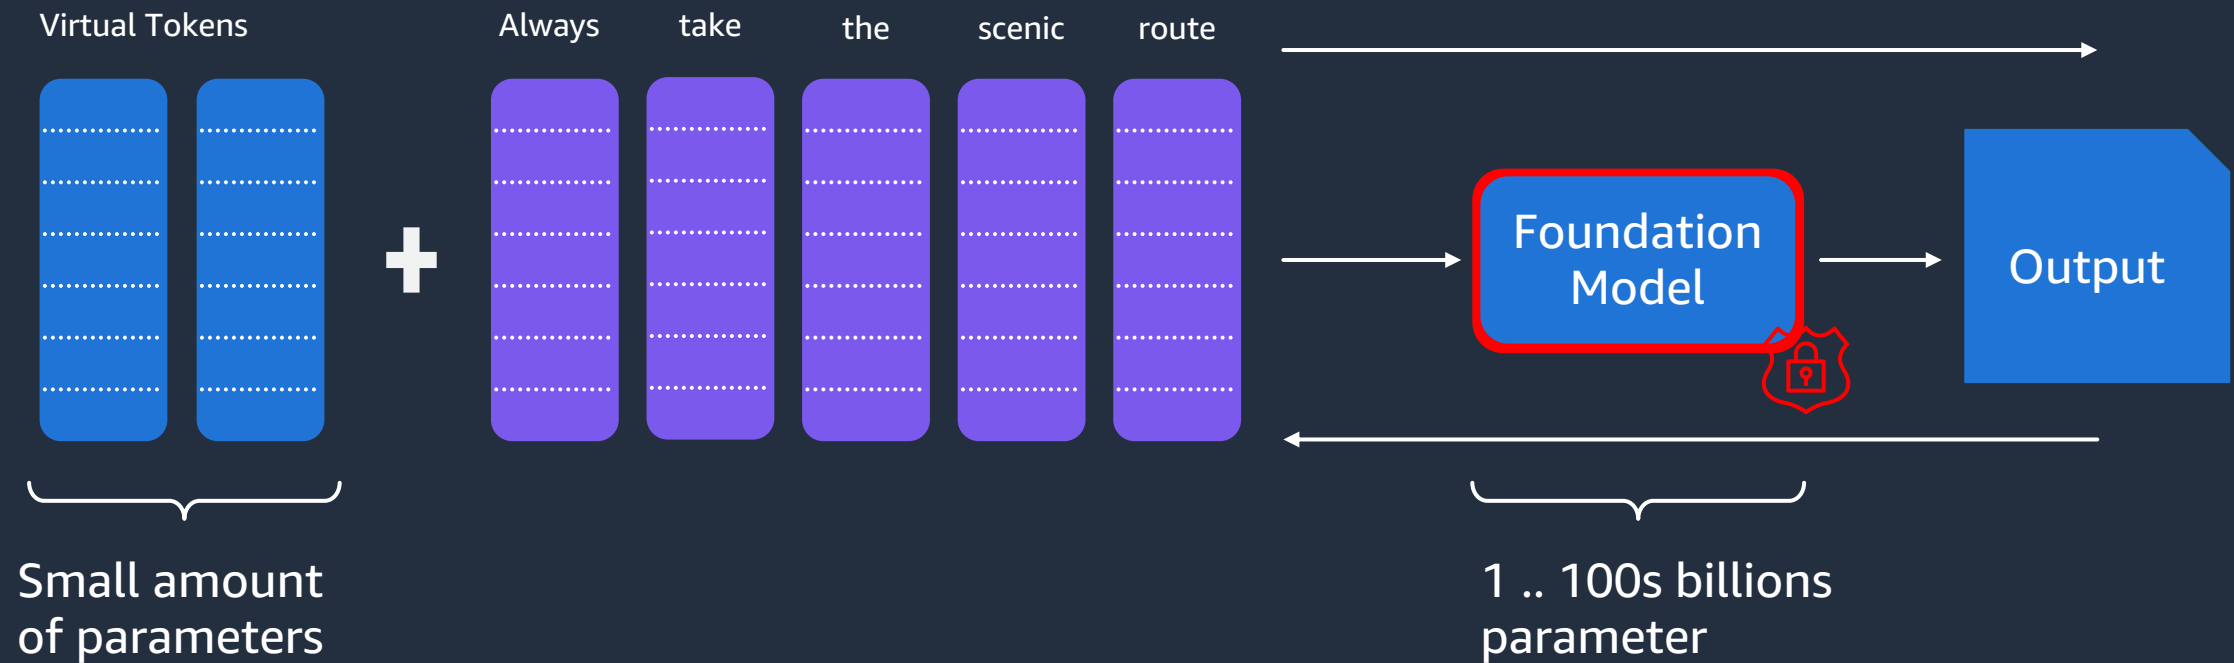 Virtual Tokens
Always take the scenic route
Foundation
Model
Output
Small amount
of parameters
1 .. 100s billions
parameter